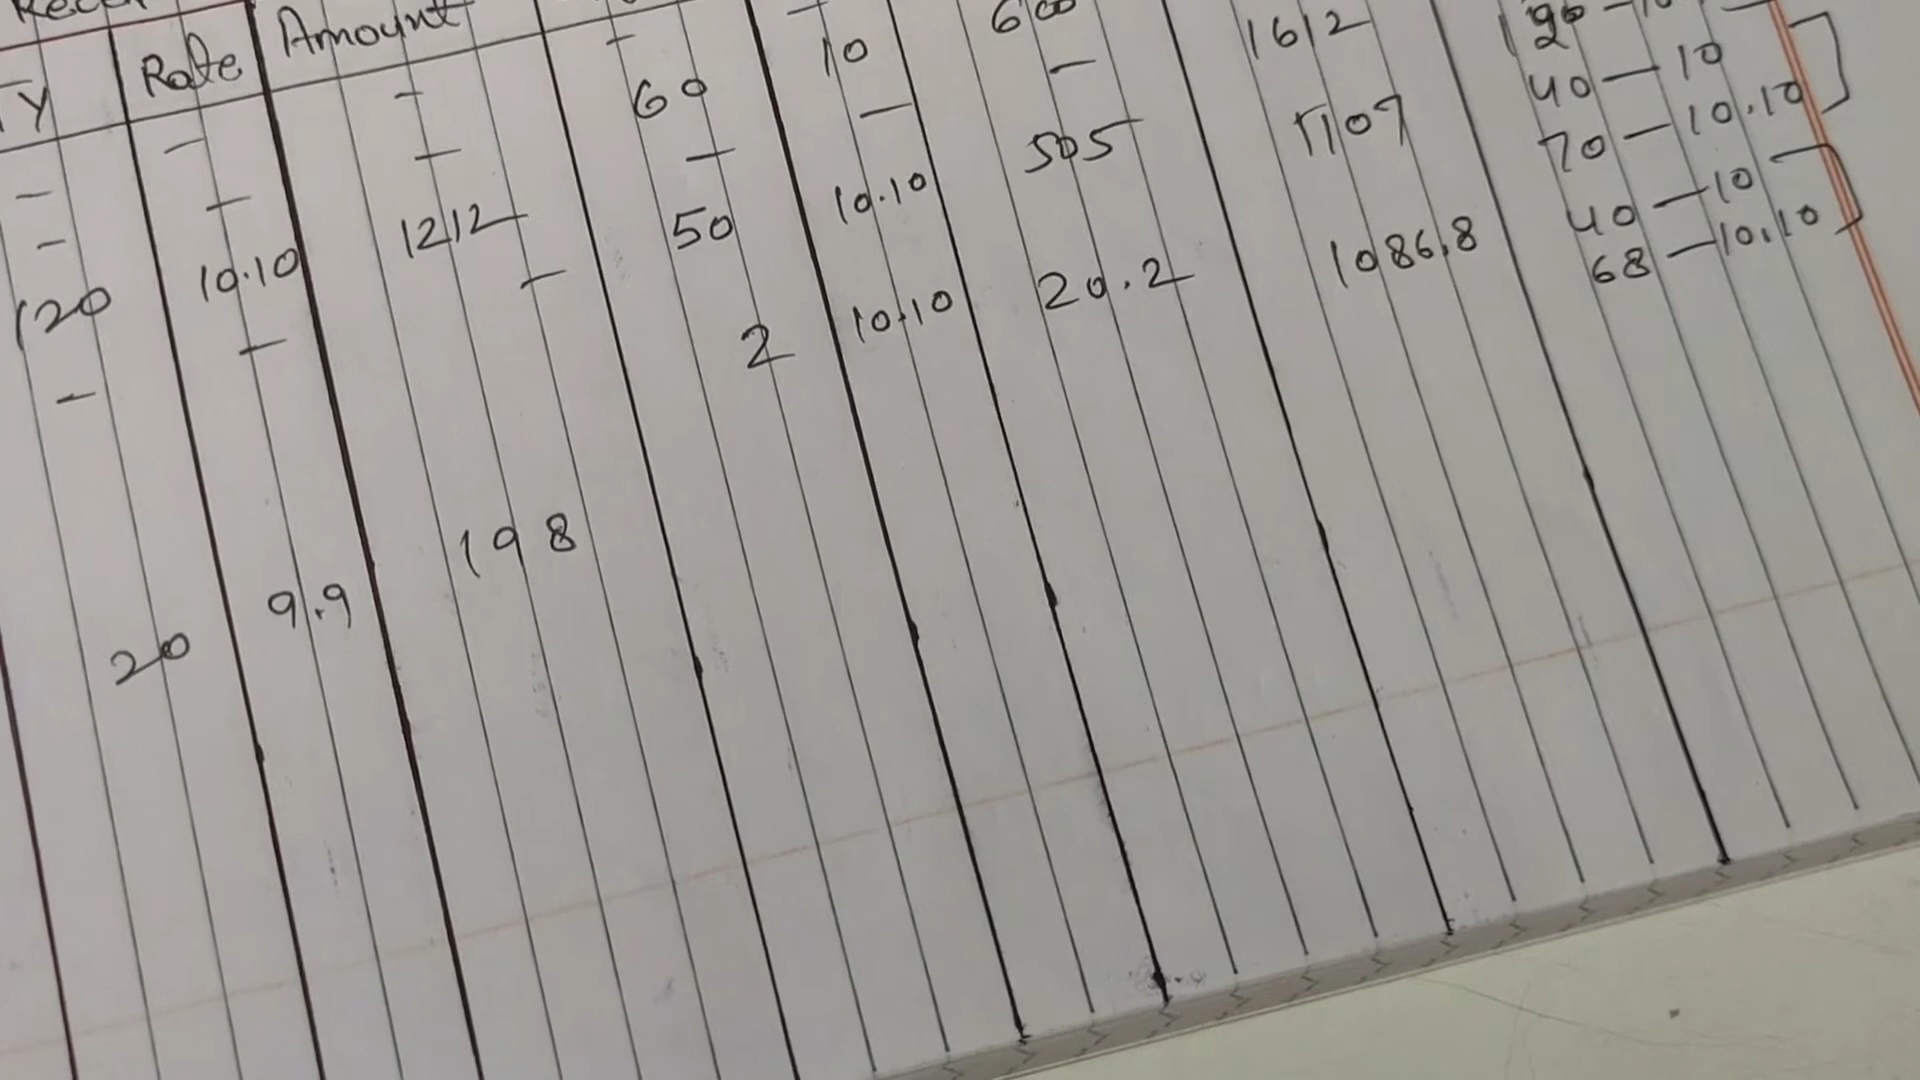 TY Rate Amount
— — — —
— — — 60 10 600
120 10.10 1212 — — — 1612
— — — 50 10.10 505 1107 40 — 10
70 — 10.10
2 10.10 20.2 1086.8 40 — 10
68 — 10.10
20 9.9 198